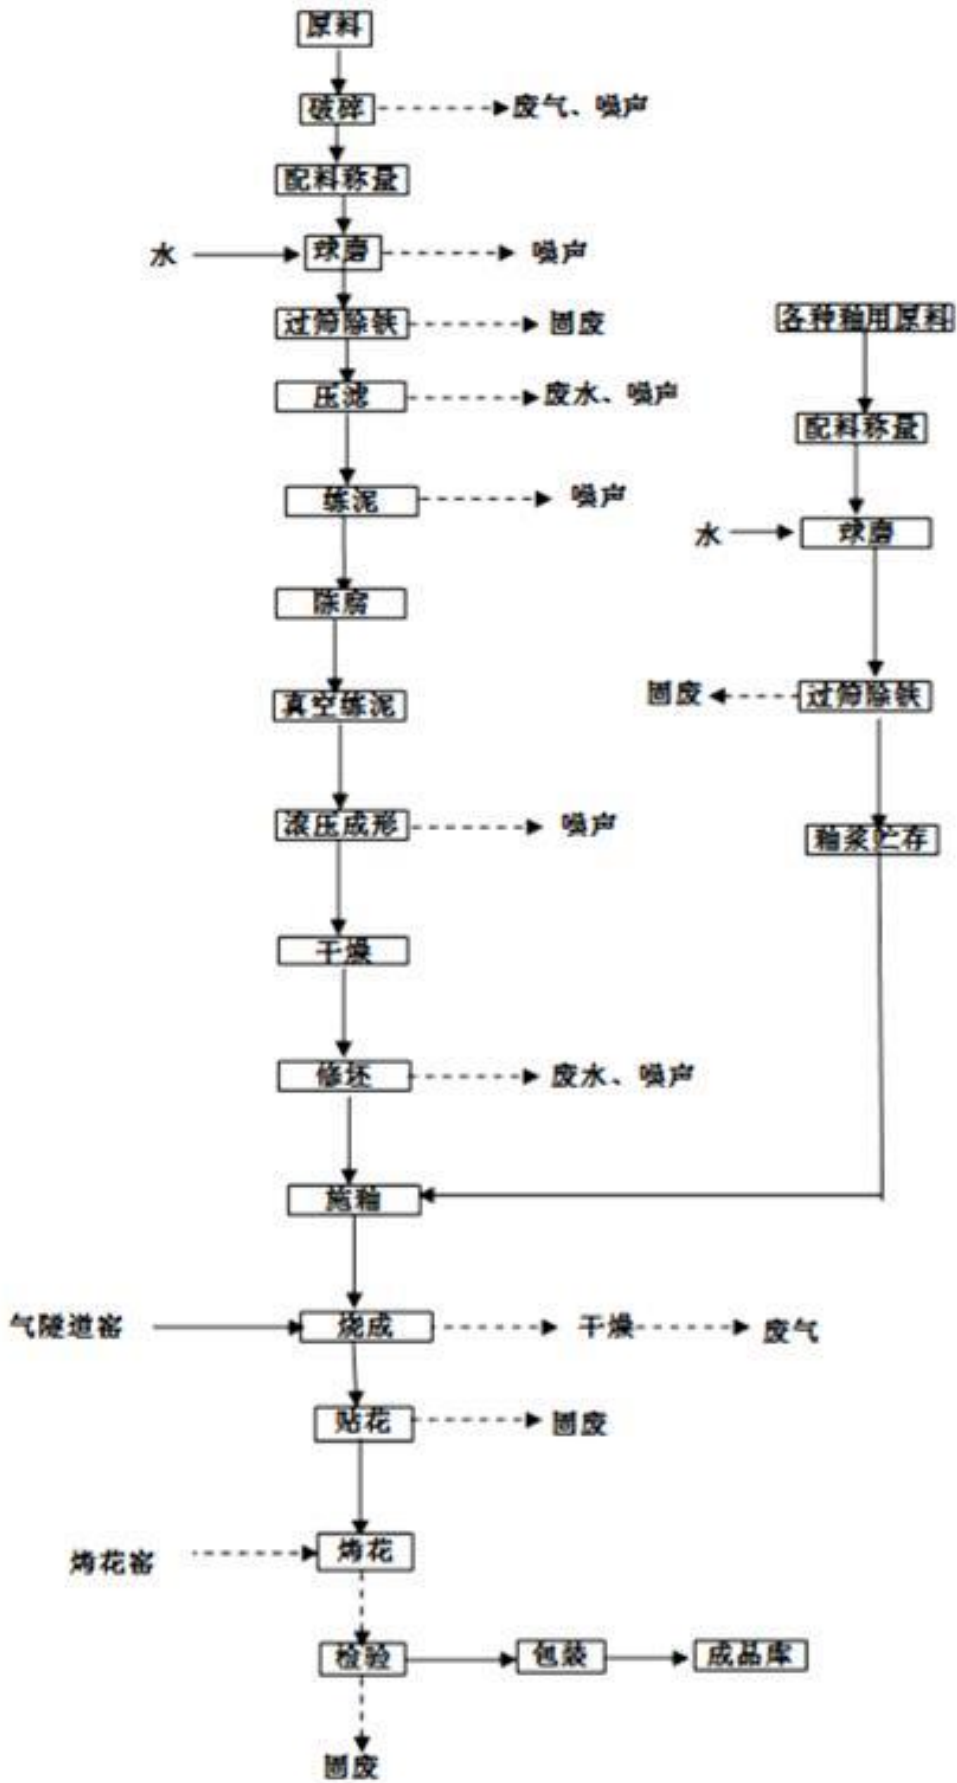 原料
破碎 废气、噪声
配料称量
水 球磨 噪声
过筛除铁 固废 各种釉用原料
压滤 废水、噪声
配料称量
练泥 噪声
水 球磨
陈腐
固废 过筛除铁
真空练泥
滚压成形 噪声
釉浆贮存
干燥
修坯 废水、噪声
施釉
气隧道窑 烧成 干燥 废气
贴花 固废
烤花窑 烤花
检验 包装 成品库
固废